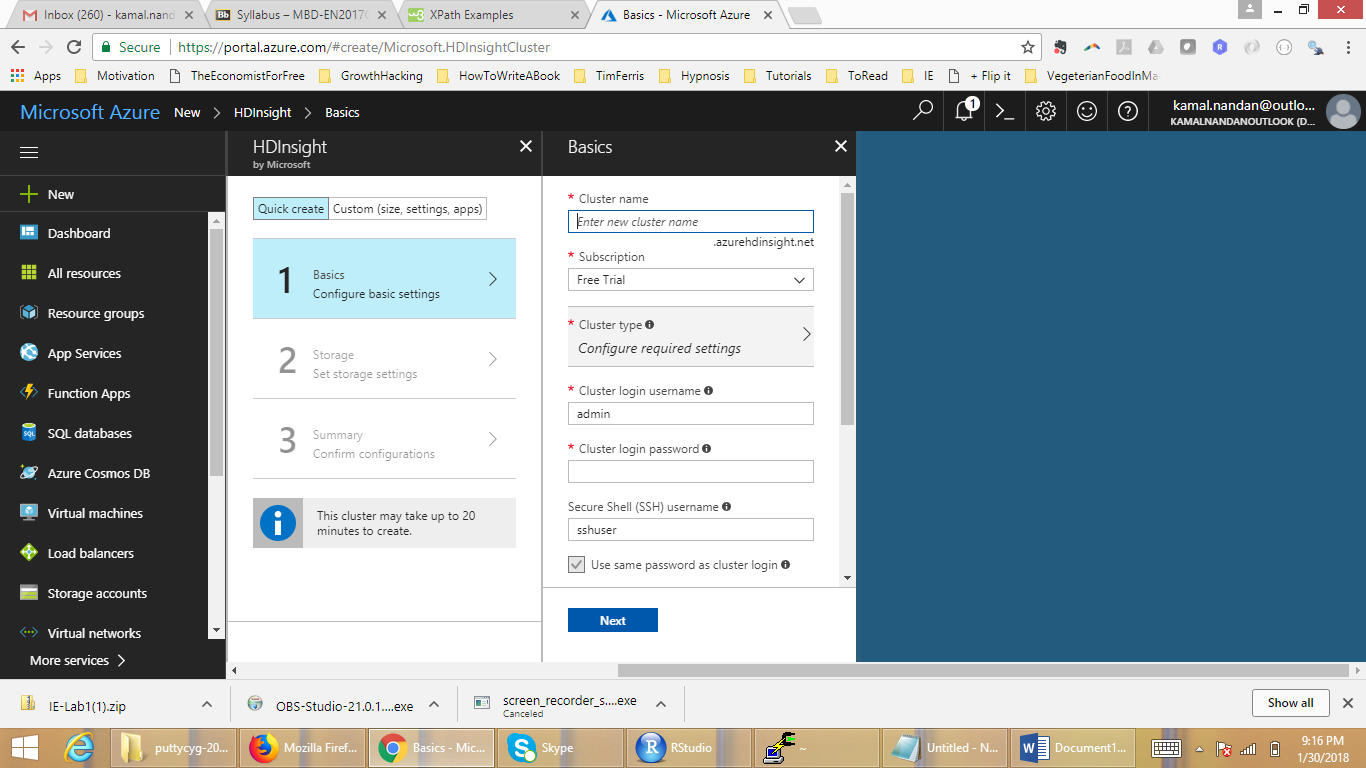 Inbox (260) - kamal.nand
Syllabus – MBD-EN2017
XPath Examples
Basics - Microsoft Azure
Secure
https://portal.azure.com/#create/Microsoft.HDInsightCluster
Apps
Motivation
TheEconomistForFree
GrowthHacking
HowToWriteABook
TimFerris
Hypnosis
Tutorials
ToRead
IE
+ Flip it
VegeterianFoodInMa
Microsoft Azure
New
HDInsight
Basics
1
kamal.nandan@outlo...
KAMALNANDANOUTLOOK (D...
New
Dashboard
All resources
Resource groups
App Services
Function Apps
SQL databases
Azure Cosmos DB
Virtual machines
Load balancers
Storage accounts
Virtual networks
More services
HDInsight
by Microsoft
Quick create
Custom (size, settings, apps)
1
Basics
Configure basic settings
2
Storage
Set storage settings
3
Summary
Confirm configurations
This cluster may take up to 20
minutes to create.
Basics
* Cluster name
Enter new cluster name
.azurehdinsight.net
* Subscription
Free Trial
* Cluster type
Configure required settings
* Cluster login username
admin
* Cluster login password
Secure Shell (SSH) username
sshuser
Use same password as cluster login
Next
IE-Lab1(1).zip
OBS-Studio-21.0.1....exe
screen_recorder_s....exe
Canceled
Show all
puttycyg-20...
Mozilla Firef...
Basics - Mic...
Skype
RStudio
~
Untitled - N...
Document1...
9:16 PM
1/30/2018